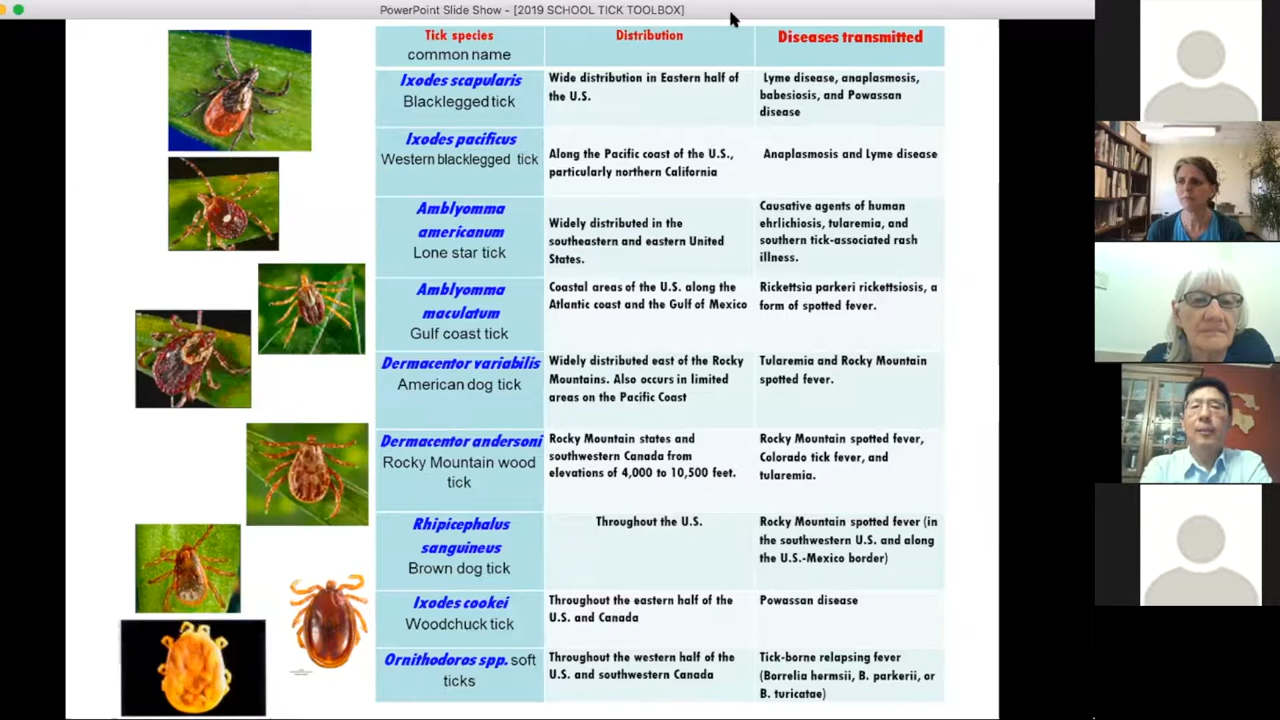 PowerPoint Slide Show - [2019 SCHOOL TICK TOOLBOX]
Tick species
common name
Distribution
Diseases transmitted
Ixodes scapularis
Blacklegged tick
Wide distribution in Eastern half of
the U.S.
Lyme disease, anaplasmosis,
babesiosis, and Powassan
disease
Ixodes pacificus
Western blacklegged tick
Along the Pacific coast of the U.S.,
particularly northern California
Anaplasmosis and Lyme disease
Amblyomma
americanum
Lone star tick
Widely distributed in the
southeastern and eastern United
States.
Causative agents of human
ehrlichiosis, tularemia, and
southern tick-associated rash
illness.
Amblyomma
maculatum
Gulf coast tick
Coastal areas of the U.S. along the
Atlantic coast and the Gulf of Mexico
Rickettsia parkeri rickettsiosis, a
form of spotted fever.
Dermacentor variabilis
American dog tick
Widely distributed east of the Rocky
Mountains. Also occurs in limited
areas on the Pacific Coast
Tularemia and Rocky Mountain
spotted fever.
Dermacentor andersoni
Rocky Mountain wood
tick
Rocky Mountain states and
southwestern Canada from
elevations of 4,000 to 10,500 feet.
Rocky Mountain spotted fever,
Colorado tick fever, and
tularemia.
Rhipicephalus
sanguineus
Brown dog tick
Throughout the U.S.
Rocky Mountain spotted fever (in
the southwestern U.S. and along
the U.S.-Mexico border)
Ixodes cookei
Woodchuck tick
Throughout the eastern half of the
U.S. and Canada
Powassan disease
Ornithodoros spp. soft
ticks
Throughout the western half of the
U.S. and southwestern Canada
Tick-borne relapsing fever
(Borrelia hermsii, B. parkerii, or
B. turicatae)